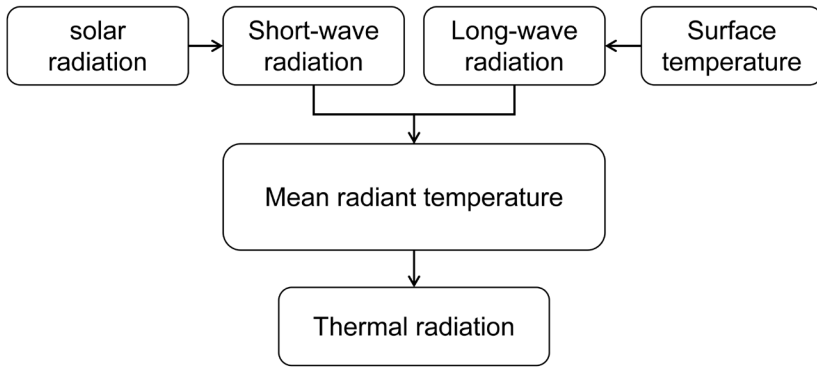 solar
radiation
Short-wave
radiation
Long-wave
radiation
Surface
temperature
Mean radiant temperature
Thermal radiation